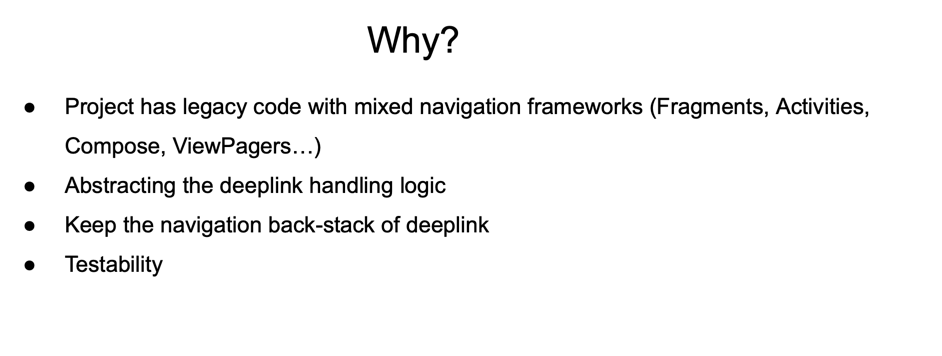 Why?
● Project has legacy code with mixed navigation frameworks (Fragments, Activities,
Compose, ViewPagers…)
● Abstracting the deeplink handling logic
● Keep the navigation back-stack of deeplink
● Testability